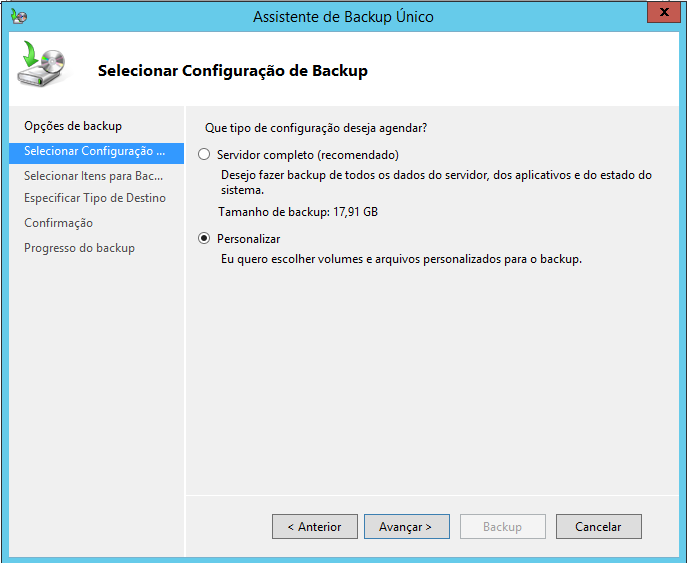 Assistente de Backup Único
x
Selecionar Configuração de Backup
Opções de backup
Selecionar Configuração ...
Selecionar Itens para Bac...
Especificar Tipo de Destino
Confirmação
Progresso do backup
Que tipo de configuração deseja agendar?
Servidor completo (recomendado)
Desejo fazer backup de todos os dados do servidor, dos aplicativos e do estado do
sistema.
Tamanho de backup: 17,91 GB
Personalizar
Eu quero escolher volumes e arquivos personalizados para o backup.
< Anterior
Avançar >
Backup
Cancelar